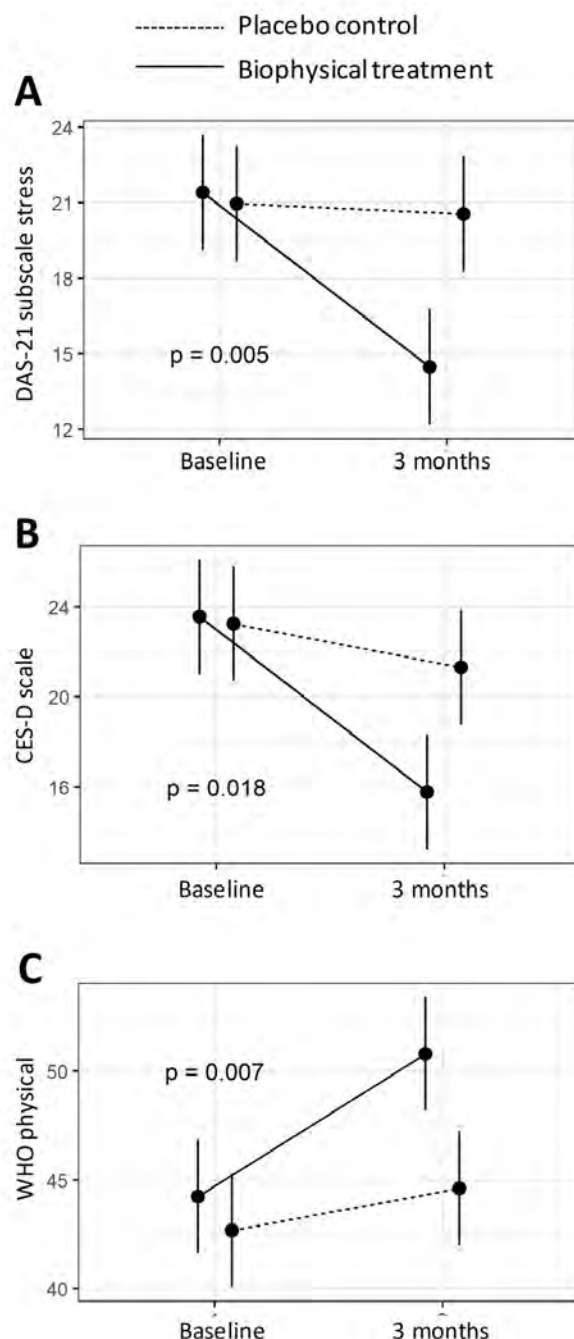 Placebo control
Biophysical treatment
A
DAS-21 subscale stress
24
21
18
15
12
p = 0.005
Baseline
3 months
B
CES-D scale
24
20
16
p = 0.018
Baseline
3 months
C
WHO physical
50
45
40
p = 0.007
Baseline
3 months